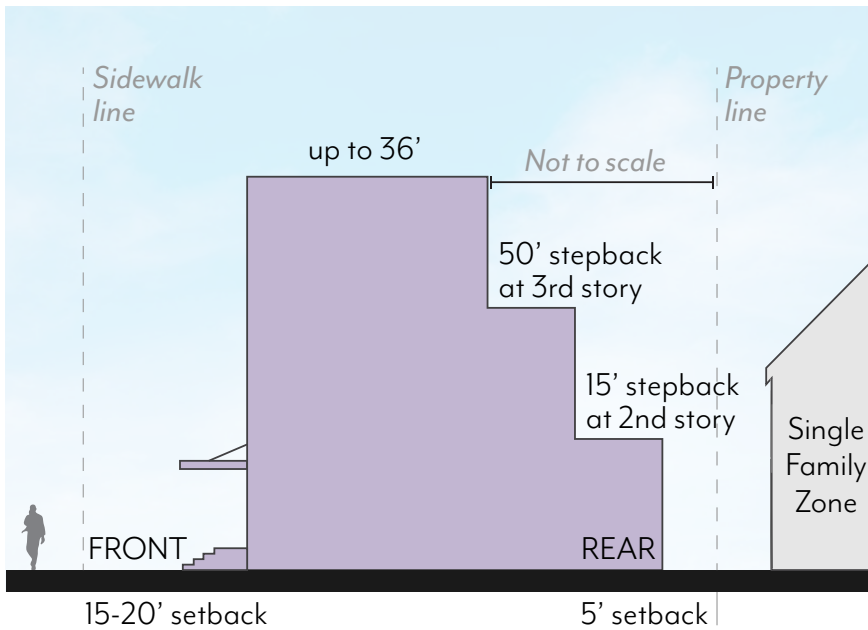 Sidewalk
line
Property
line
up to 36’
Not to scale
50’ stepback
at 3rd story
15’ stepback
at 2nd story
Single
Family
Zone
FRONT
REAR
15-20’ setback
5’ setback